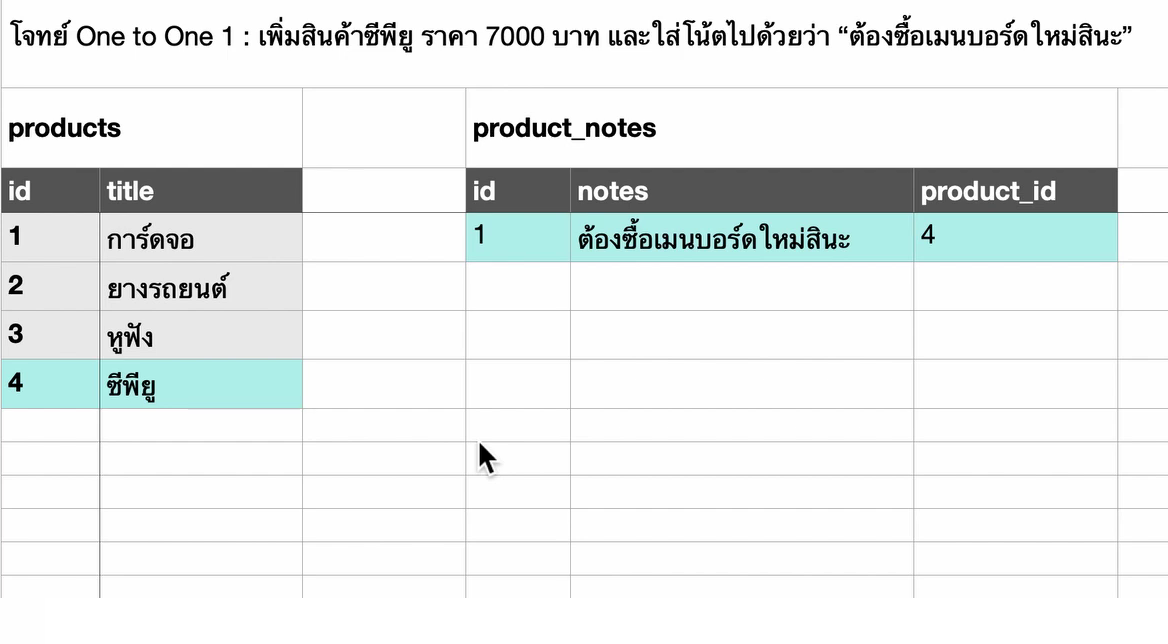 โจทย์ One to One 1 : เพิ่มสินค้าซีพียู ราคา 7000 บาท และใส่โน้ตไปด้วยว่า “ต้องซื้อเมนบอร์ดใหม่สินะ”
products product_notes
id title id notes product_id
1 การ์ดจอ 1 ต้องซื้อเมนบอร์ดใหม่สินะ 4
2 ยางรถยนต์
3 หูฟัง
4 ซีพียู